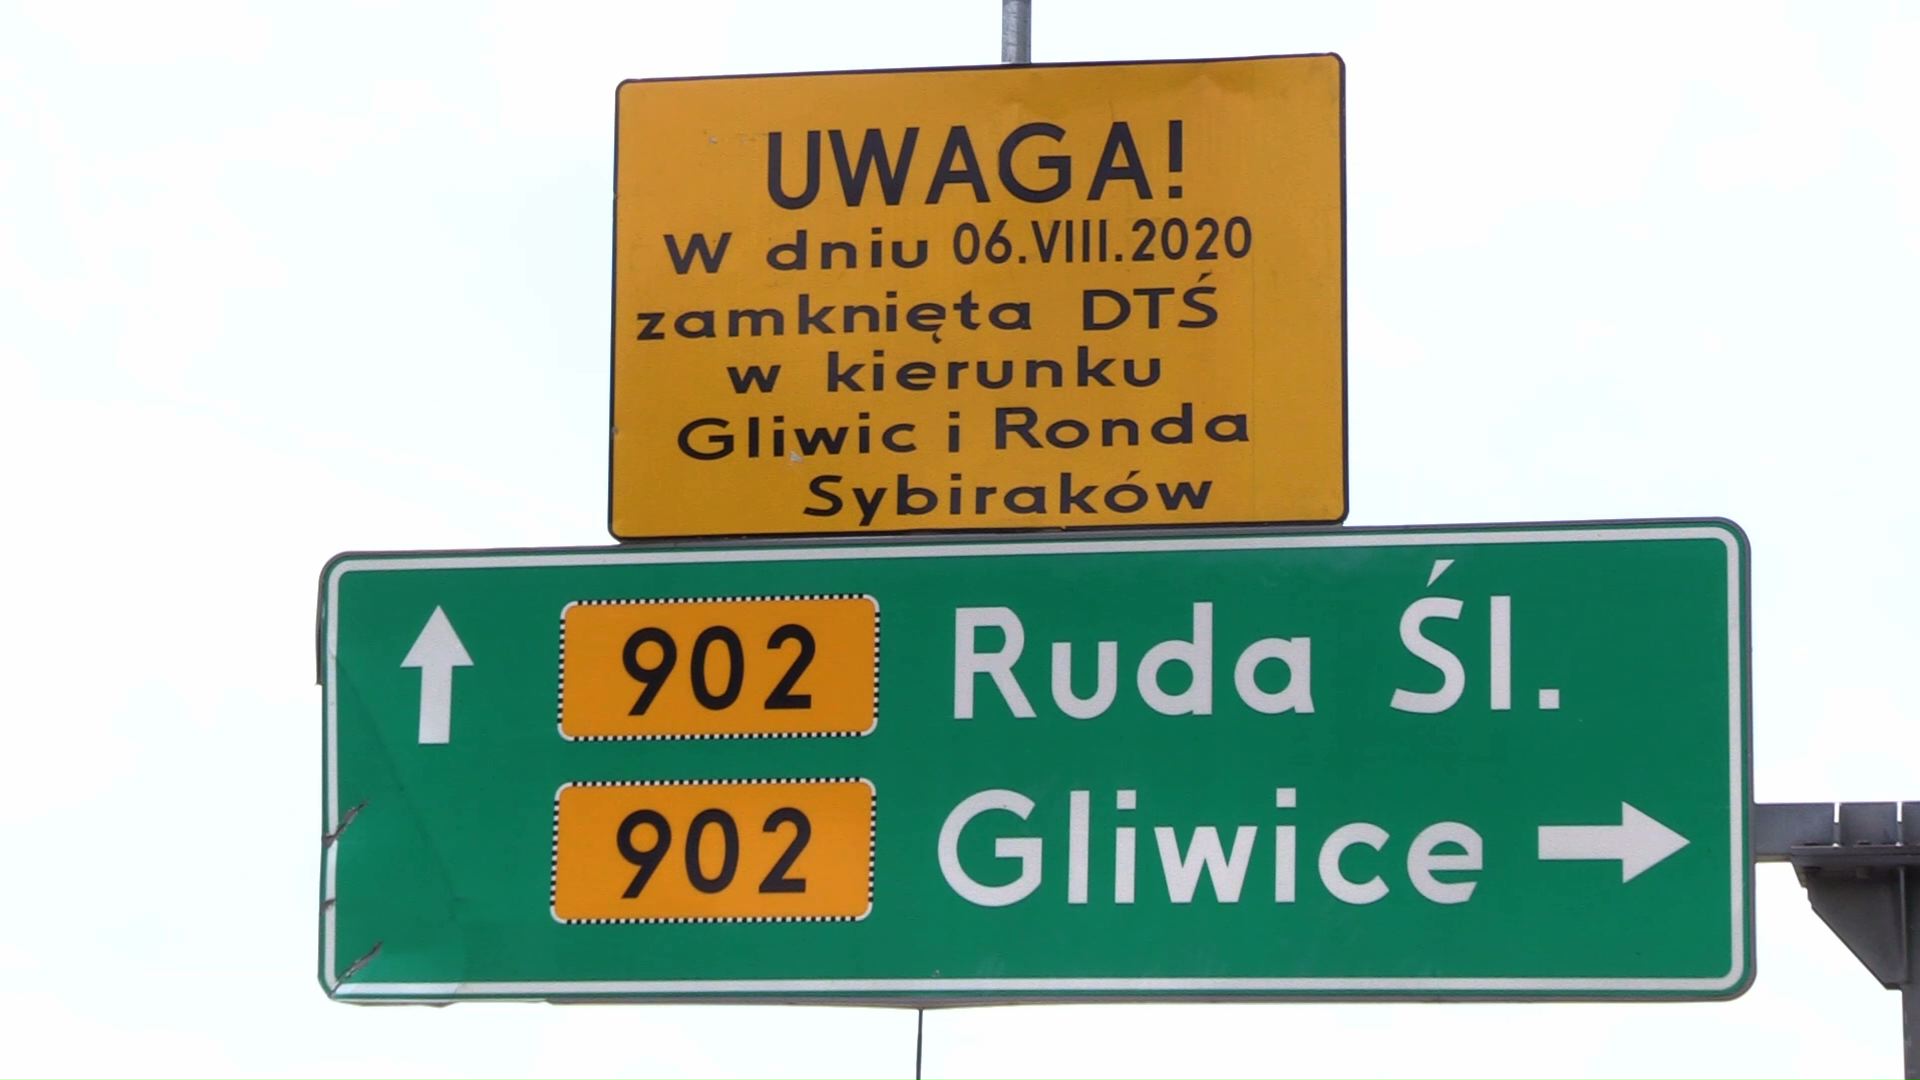 UWAGA!
W dniu 06.VIII.2020
zamknięta DTŚ
w kierunku
Gliwic i Ronda
Sybiraków
902 Ruda Śl.
902 Gliwice